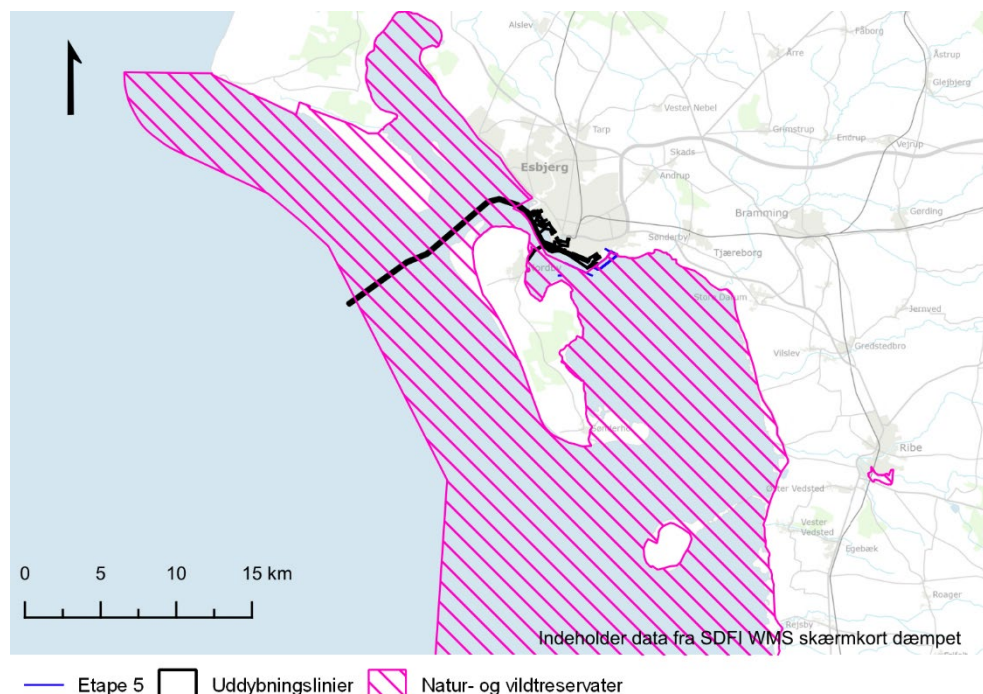 Alslev
Fåborg
Årre
Åstrup
Glejbjerg
Vester Nebel
Tarp
Grimstrup
Endrup
Vejrup
Skads
Esbjerg
Andrup
Bramming
Gørding
Sønderby
Tjæreborg
Store Darum
Jernved
Vilslev
Gredstedbro
Ribe
Vester
Vedsted
Egebæk
Roager
Rejsby
0 5 10 15 km
Indeholder data fra SDFI WMS skærmkort dæmpet
Etape 5 Uddybningslinier Natur- og vildtreservater